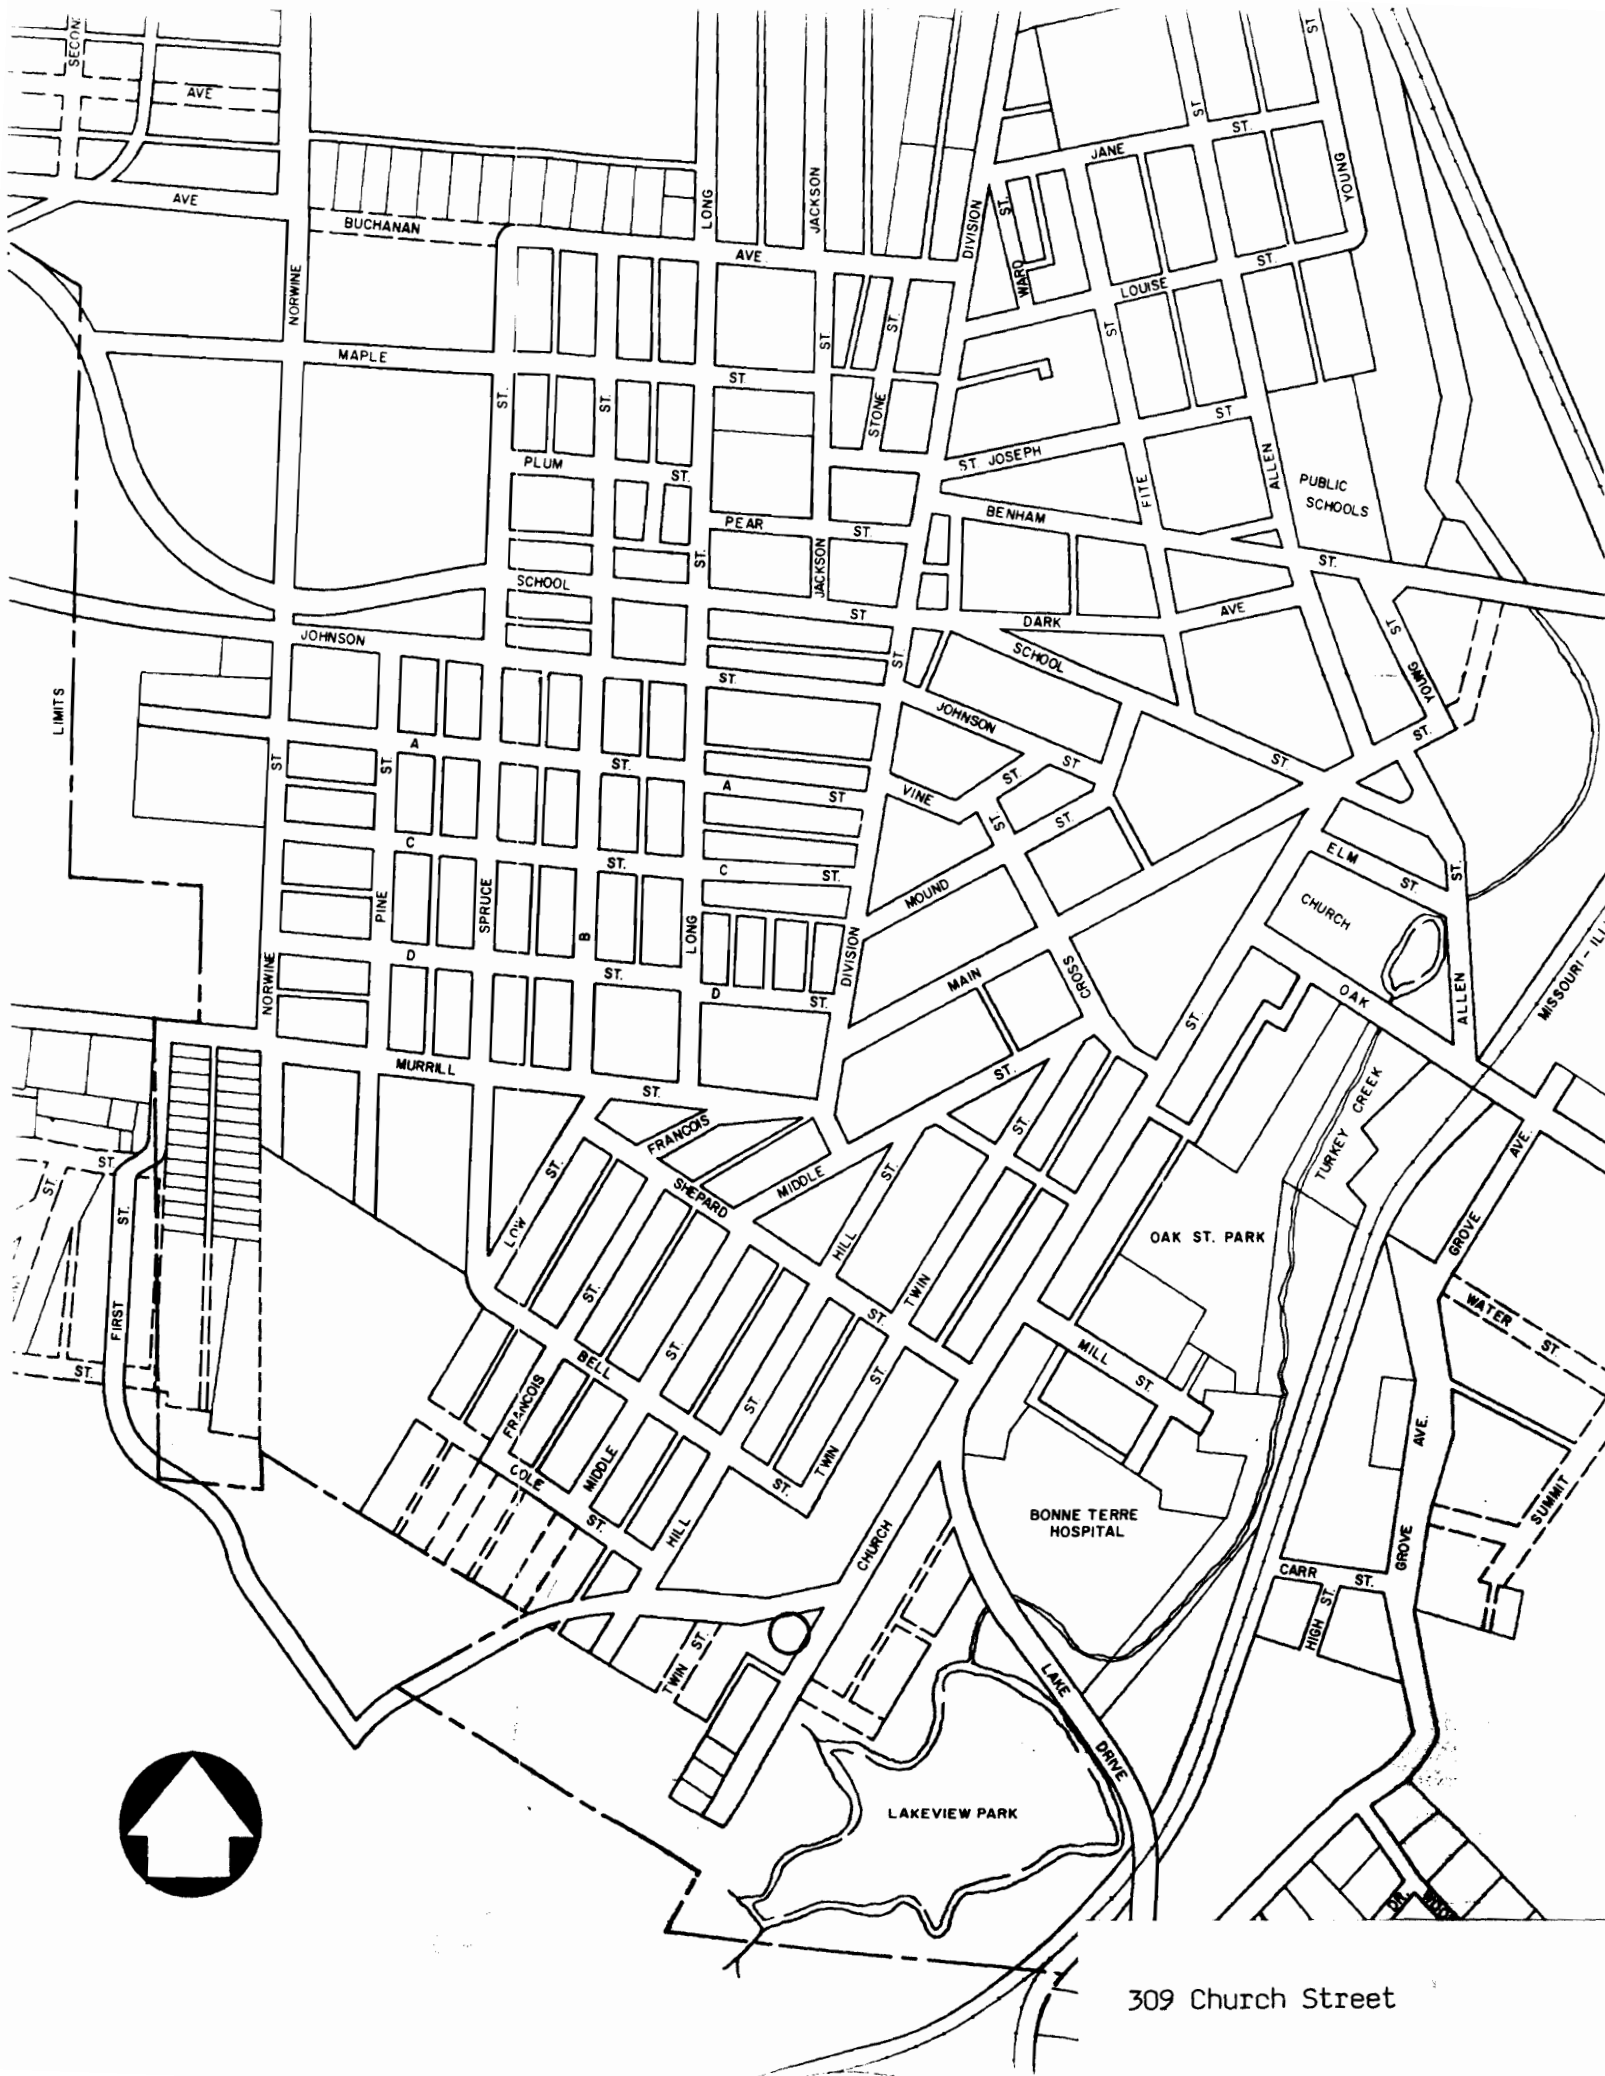 SECON
AVE
ST
ST
ST.
JANE
YOUNG
AVE
BUCHANAN
LONG
JACKSON
DIVISION
ST.
WARD
AVE.
ST.
LOUISE
NORWINE
MAPLE
ST.
ST.
ST
ST.
ST.
ST.
STONE
ST
PLUM
ST.
ST. JOSEPH
FITE
ALLEN
PUBLIC
SCHOOLS
PEAR
ST.
BENHAM
ST.
JACKSON
ST.
SCHOOL
ST
DARK
AVE
ST
JOHNSON
SCHOOL
YOUNG
LIMITS
ST.
ST.
JOHNSON
ST.
A
ST
ST.
ST.
ST
ST
ST
A
ST
VINE
ST.
ST.
C
ST.
C
ST.
ELM
ST.
ST.
PINE
SPRUCE
B
LONG
MOUND
CHURCH
D
ST.
DIVISION
NORWINE
D
ST.
MAIN
CROSS
ST.
OAK
ALLEN
MISSOURI - ILL
MURRILL
ST.
ST.
TURKEY CREEK
FRANCOIS
ST.
AVE.
ST.
ST.
ST.
SHEPARD
MIDDLE
ST.
LOW
HILL
OAK ST. PARK
GROVE
ST.
FIRST
ST.
TWIN
ST.
WATER
ST.
ST.
BELL
ST.
ST.
MILL
ST.
FRANCOIS
ST.
AVE.
COLE
MIDDLE
ST.
TWIN
SUMMIT
ST.
HILL
CHURCH
BONNE TERRE
HOSPITAL
GROVE
CARR
ST.
ST.
HIGH
ST.
TWIN
LAKE
DRIVE
LAKEVIEW PARK
DR.
309 Church Street